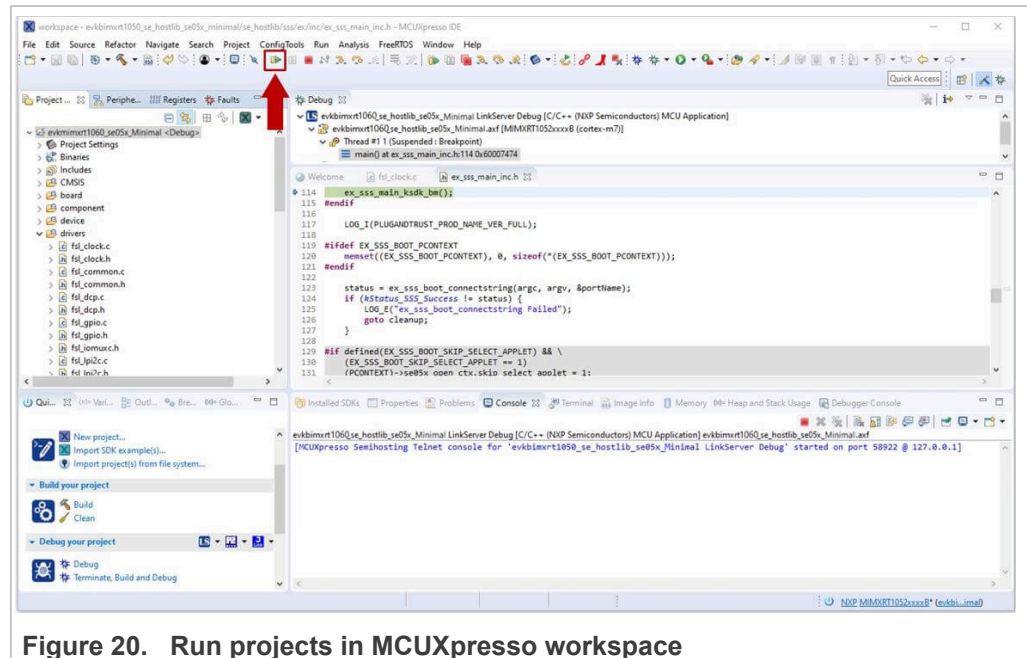 workspace - evkbimxrt1050_se_hostlib_se05x_minimal/se_hostlib/sss/ex/inc/ex_sss_main_inc.h - MCUXpresso IDE
File Edit Source Refactor Navigate Search Project ConfigTools Run Analysis FreeRTOS Window Help
Quick Access
Project... Periphe... Registers Faults
evkmimxrt1060_se05x_Minimal <Debug>
Project Settings
Binaries
Includes
CMSIS
board
component
device
drivers
fsl_clock.c
fsl_clock.h
fsl_common.c
fsl_common.h
fsl_dcp.c
fsl_dcp.h
fsl_gpio.c
fsl_gpio.h
fsl_iomuxc.h
fsl_lpi2c.c
fsl_lpi2c.h
Debug
evkbimxrt1060_se_hostlib_se05x_Minimal LinkServer Debug [C/C++ (NXP Semiconductors) MCU Application]
evkbimxrt1060_se_hostlib_se05x_Minimal.axf [MIMXRT1052xxxxB (cortex-m7)]
Thread #1 1 (Suspended : Breakpoint)
main() at ex_sss_main_inc.h:114 0x60007474
Welcome fsl_clock.c ex_sss_main_inc.h
114 ex_sss_main_ksdk_bm();
115 #endif
116
117 LOG_I(PLUGANDTRUST_PROD_NAME_VER_FULL);
118
119 #ifdef EX_SSS_BOOT_PCONTEXT
120 memset((EX_SSS_BOOT_PCONTEXT), 0, sizeof(*(EX_SSS_BOOT_PCONTEXT)));
121 #endif
122
123 status = ex_sss_boot_connectstring(argc, argv, &portName);
124 if (kStatus_SSS_Success != status) {
125 LOG_E("ex_sss_boot_connectstring Failed");
126 goto cleanup;
127 }
128
129 #if defined(EX_SSS_BOOT_SKIP_SELECT_APPLET) && \
130 (EX_SSS_BOOT_SKIP_SELECT_APPLET == 1)
131 (PCONTEXT)->se05x_open_ctx.skip_select_applet = 1;
Qui... Vari... Outl... Bre... Glo...
New project...
Import SDK example(s)...
Import project(s) from file system...
Build your project
Build
Clean
Debug your project
Debug
Terminate, Build and Debug
Installed SDKs Properties Problems Console Terminal Image Info Memory Heap and Stack Usage Debugger Console
evkbimxrt1060_se_hostlib_se05x_Minimal LinkServer Debug [C/C++ (NXP Semiconductors) MCU Application] evkbimxrt1060_se_hostlib_se05x_Minimal.axf
[MCUXpresso Semihosting Telnet console for 'evkbimxrt1050_se_hostlib_se05x_Minimal LinkServer Debug' started on port 58922 @ 127.0.0.1]
NXP MIMXRT1052xxxxB* (evkbi...imal)
Figure 20. Run projects in MCUXpresso workspace